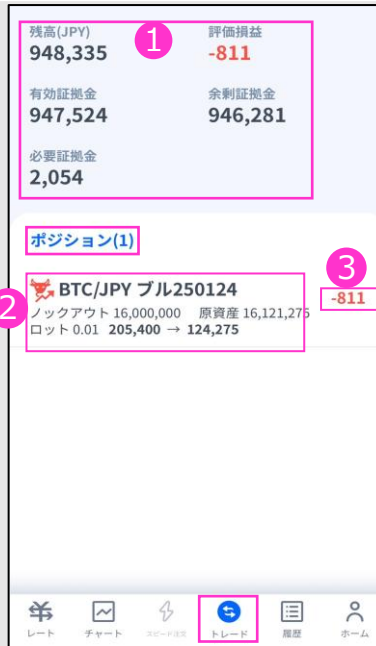 残高(JPY) 1 評価損益
948,335 -811
有効証拠金 余剰証拠金
947,524 946,281
必要証拠金
2,054
ポジション(1)
3
BTC/JPY ブル250124 -811
2 ノックアウト 16,000,000 原資産 16,121,275
ロット 0.01 205,400 → 124,275
レート チャート スピード注文 トレード 履歴 ホーム